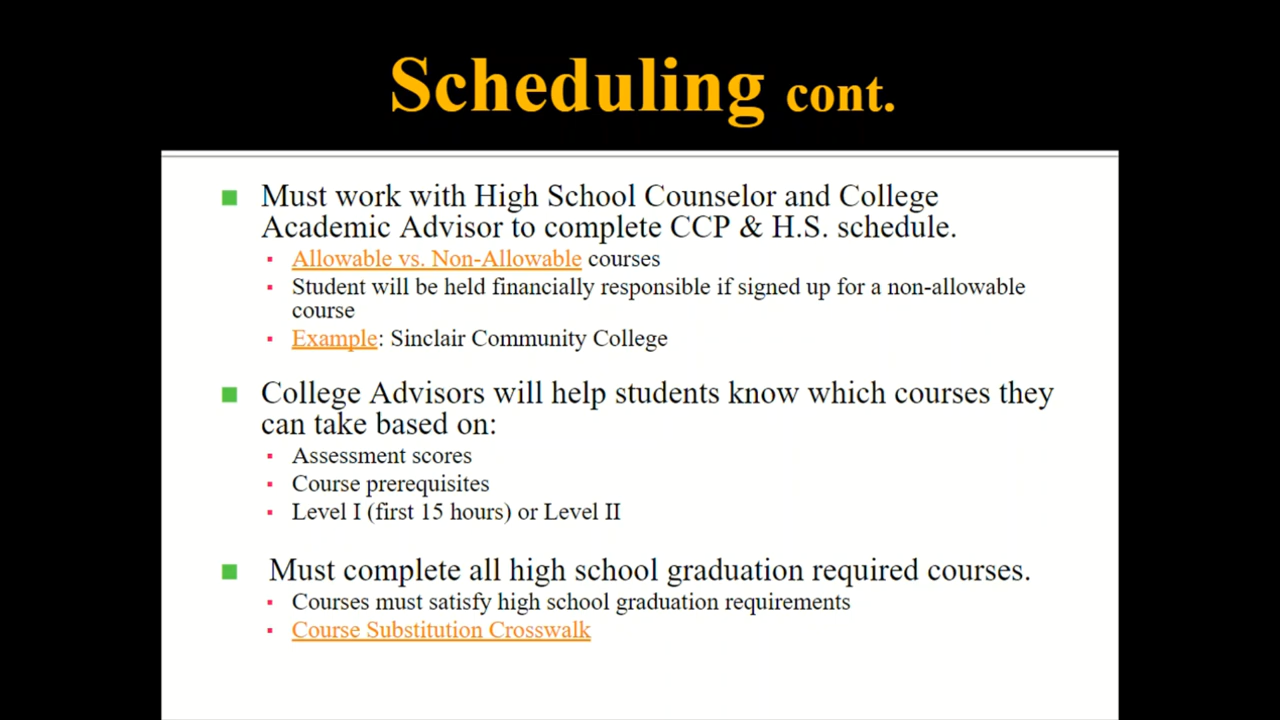 Scheduling cont.
Must work with High School Counselor and College
Academic Advisor to complete CCP & H.S. schedule.
Allowable vs. Non-Allowable courses
Student will be held financially responsible if signed up for a non-allowable
course
Example: Sinclair Community College
College Advisors will help students know which courses they
can take based on:
Assessment scores
Course prerequisites
Level I (first 15 hours) or Level II
Must complete all high school graduation required courses.
Courses must satisfy high school graduation requirements
Course Substitution Crosswalk